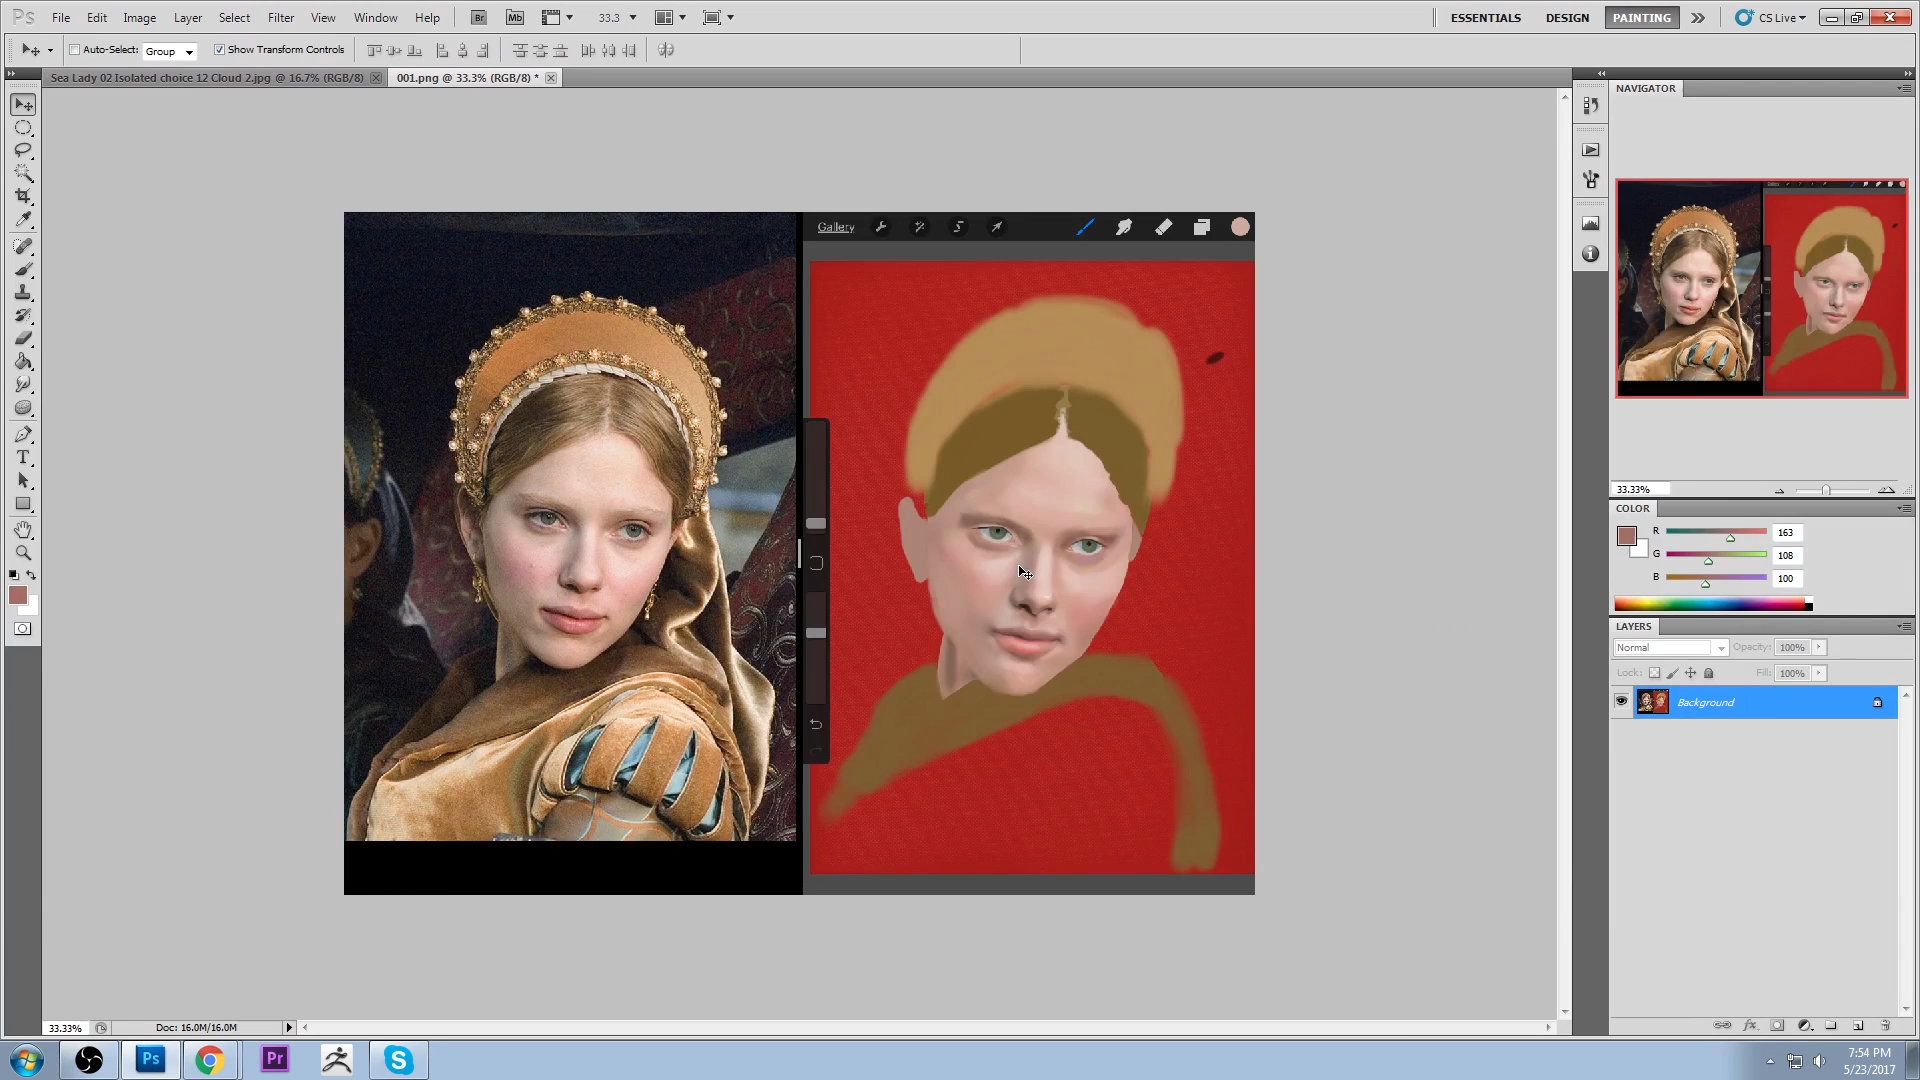 Ps File Edit Image Layer Select Filter View Window Help Br Mb 33.3 ESSENTIALS DESIGN PAINTING CS Live
Auto-Select: Group Show Transform Controls
Sea Lady 02 Isolated choice 12 Cloud 2.jpg @ 16.7% (RGB/8) 001.png @ 33.3% (RGB/8) *
NAVIGATOR
Gallery
33.33%
COLOR
R 163
G 108
B 100
LAYERS
Normal Opacity: 100%
Lock: Fill: 100%
Background
33.33% Doc: 16.0M/16.0M
Ps Pr S
7:54 PM
5/23/2017